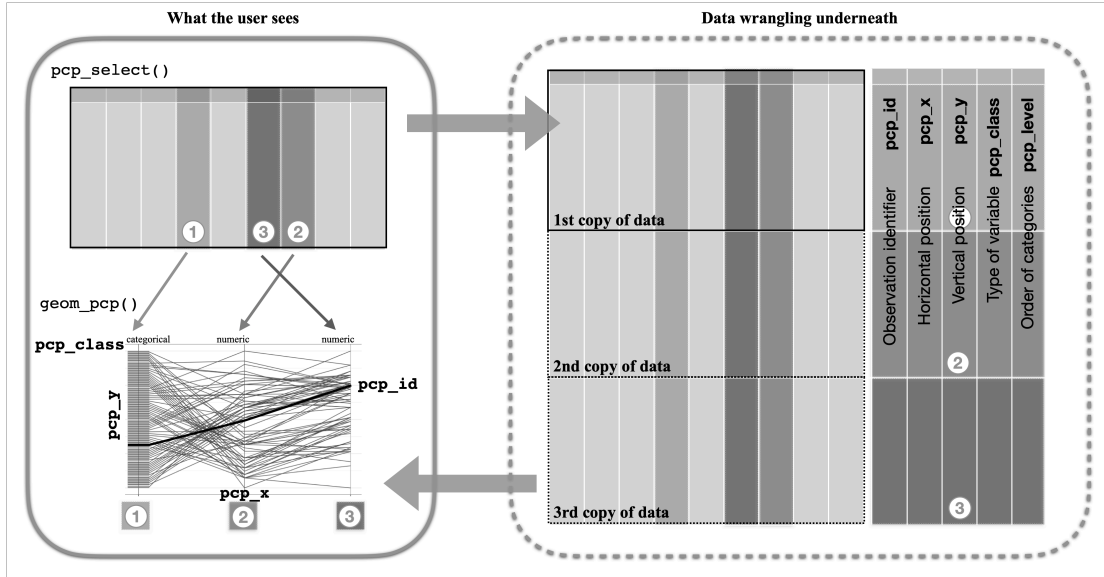 What the user sees
Data wrangling underneath
pcp_select()
1
3
2
geom_pcp()
categorical
numeric
numeric
pcp_class
pcp_y
pcp_id
pcp_x
1
2
3
1st copy of data
2nd copy of data
3rd copy of data
Observation identifier pcp_id
Horizontal position pcp_x
Vertical position pcp_y
Type of variable pcp_class
Order of categories pcp_level
2
3